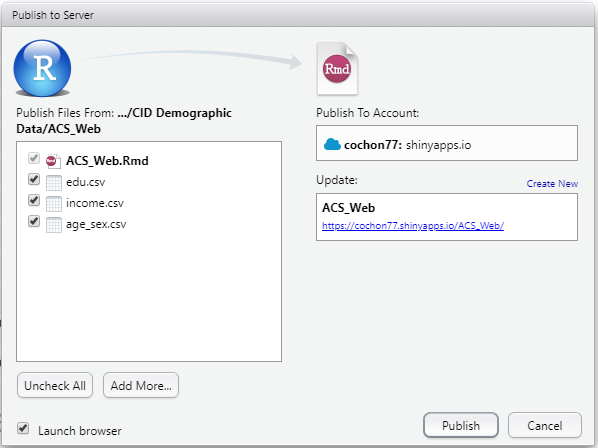 Publish to Server
R
Rmd
Publish Files From: .../CID Demographic
Data/ACS_Web
ACS_Web.Rmd
edu.csv
income.csv
age_sex.csv
Uncheck All
Add More...
Launch browser
Publish To Account:
cochon77: shinyapps.io
Update:
Create New
ACS_Web
https://cochon77.shinyapps.io/ACS_Web/
Publish
Cancel